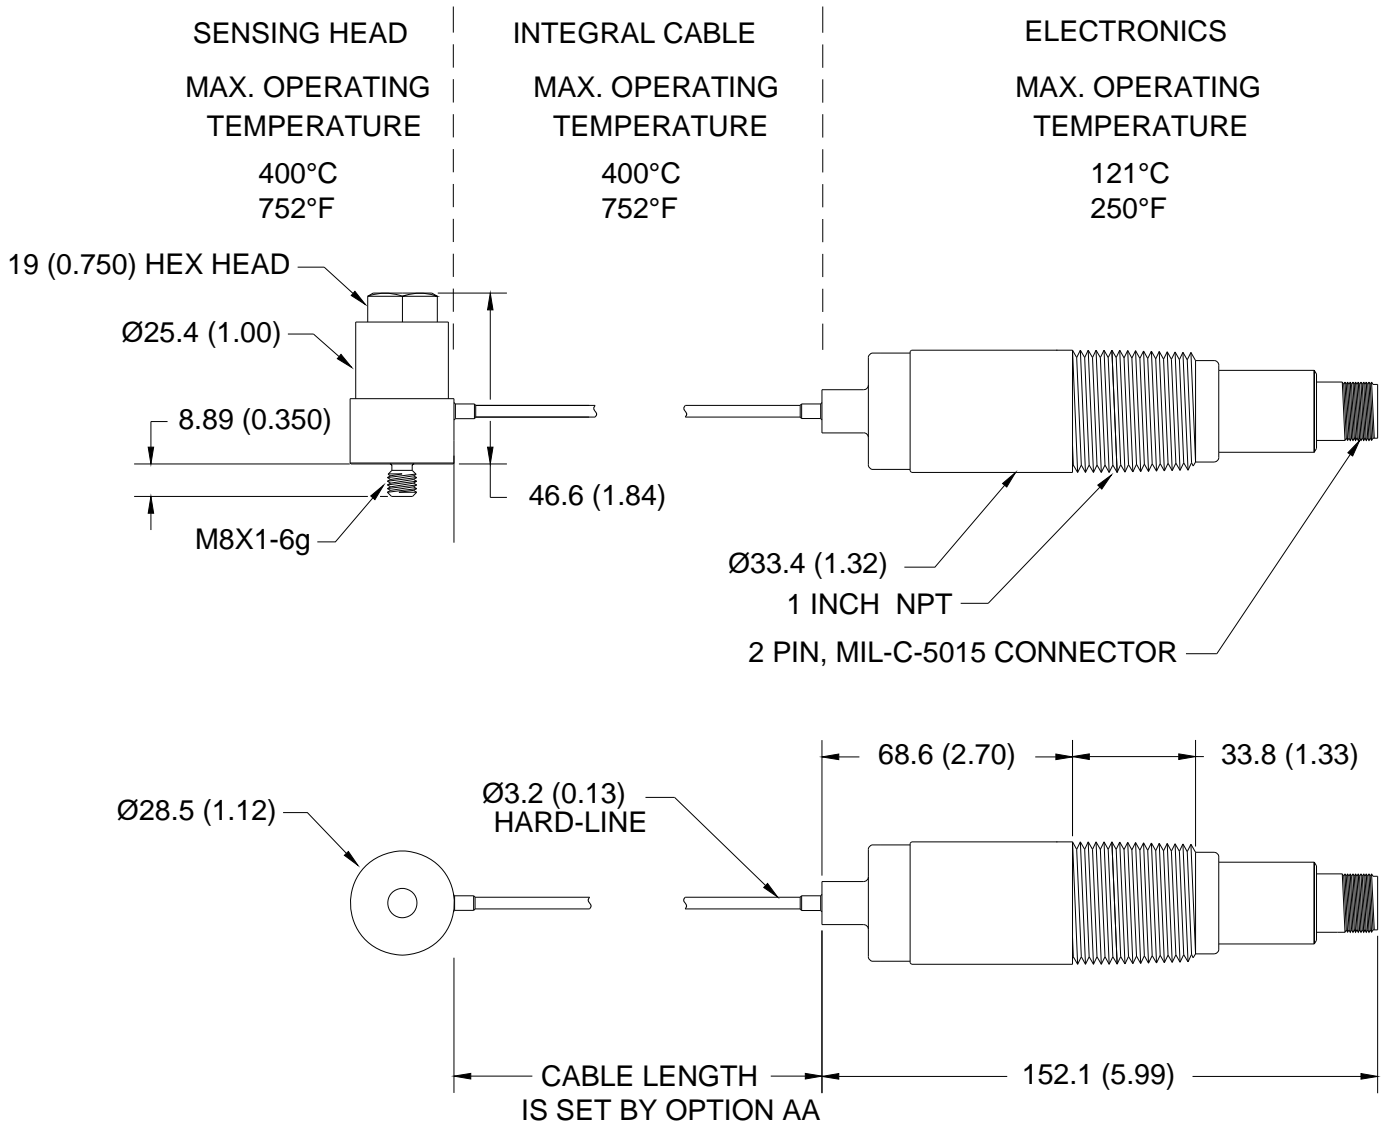 SENSING HEAD
MAX. OPERATING
TEMPERATURE
400°C
752°F
INTEGRAL CABLE
MAX. OPERATING
TEMPERATURE
400°C
752°F
ELECTRONICS
MAX. OPERATING
TEMPERATURE
121°C
250°F
19 (0.750) HEX HEAD
Ø25.4 (1.00)
8.89 (0.350)
46.6 (1.84)
M8X1-6g
Ø33.4 (1.32)
1 INCH  NPT
2 PIN, MIL-C-5015 CONNECTOR
68.6 (2.70)
33.8 (1.33)
Ø28.5 (1.12)
Ø3.2 (0.13)
HARD-LINE
CABLE LENGTH
IS SET BY OPTION AA
152.1 (5.99)